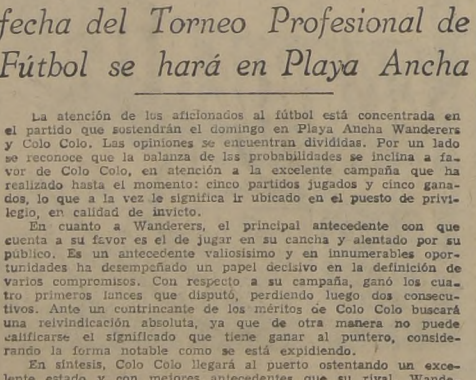 fecha del Torneo Profesional de
Fútbol se hará en Playa Ancha
La atención de los aficionados al fútbol está concentrada en
el partido que sostendrán el domingo en Playa Ancha Wanderers
y Colo Colo. Las opiniones se encuentran divididas. Por un lado
se reconoce que la balanza de las probabilidades se inclina a fa-
vor de Colo Colo, en atención a la excelente campaña que ha
realizado hasta el momento: cinco partidos jugados y cinco gana-
dos, lo que a la vez le significa ir ubicado en el puesto de privi-
legio, en calidad de invicto.
En cuanto a Wanderers, el principal antecedente con que
cuenta a su favor es el de jugar en su cancha y alentado por su
público. Es un antecedente valiosísimo y en innumerables opor-
tunidades ha desempeñado un papel decisivo en la definición de
varios compromisos. Con respecto a su campaña, ganó los cua-
tro primeros lances que disputó, perdiendo luego dos consecu-
tivos. Ante un contrincante de los méritos de Colo Colo buscará
una reivindicación absoluta, ya que de otra manera no puede
calificarse el significado que tiene ganar al puntero, conside-
rando la forma notable como se está expidiendo.
En síntesis, Colo Colo llegará al puerto ostentando un exce-
lente estado y con mejores antecedentes que su rival. Wande-